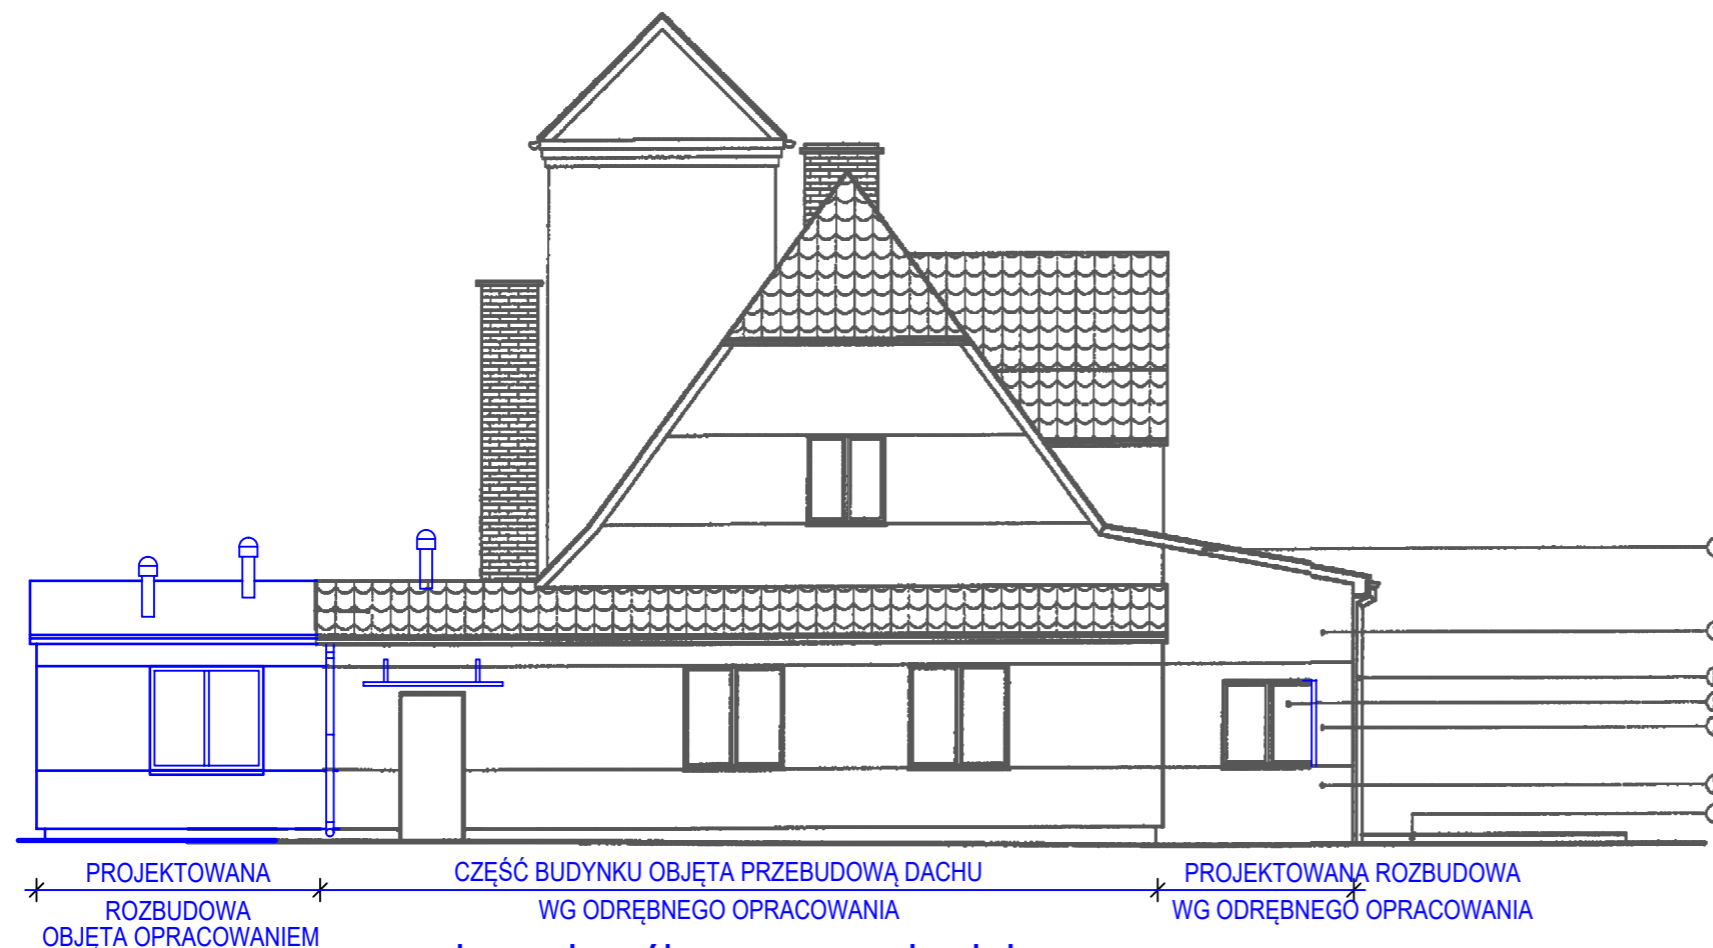 PROJEKTOWANA
ROZBUDOWA
OBJĘTA OPRACOWANIEM
CZĘŚĆ BUDYNKU OBJĘTA PRZEBUDOWĄ DACHU
WG ODRĘBNEGO OPRACOWANIA
PROJEKTOWANA ROZBUDOWA
WG ODRĘBNEGO OPRACOWANIA